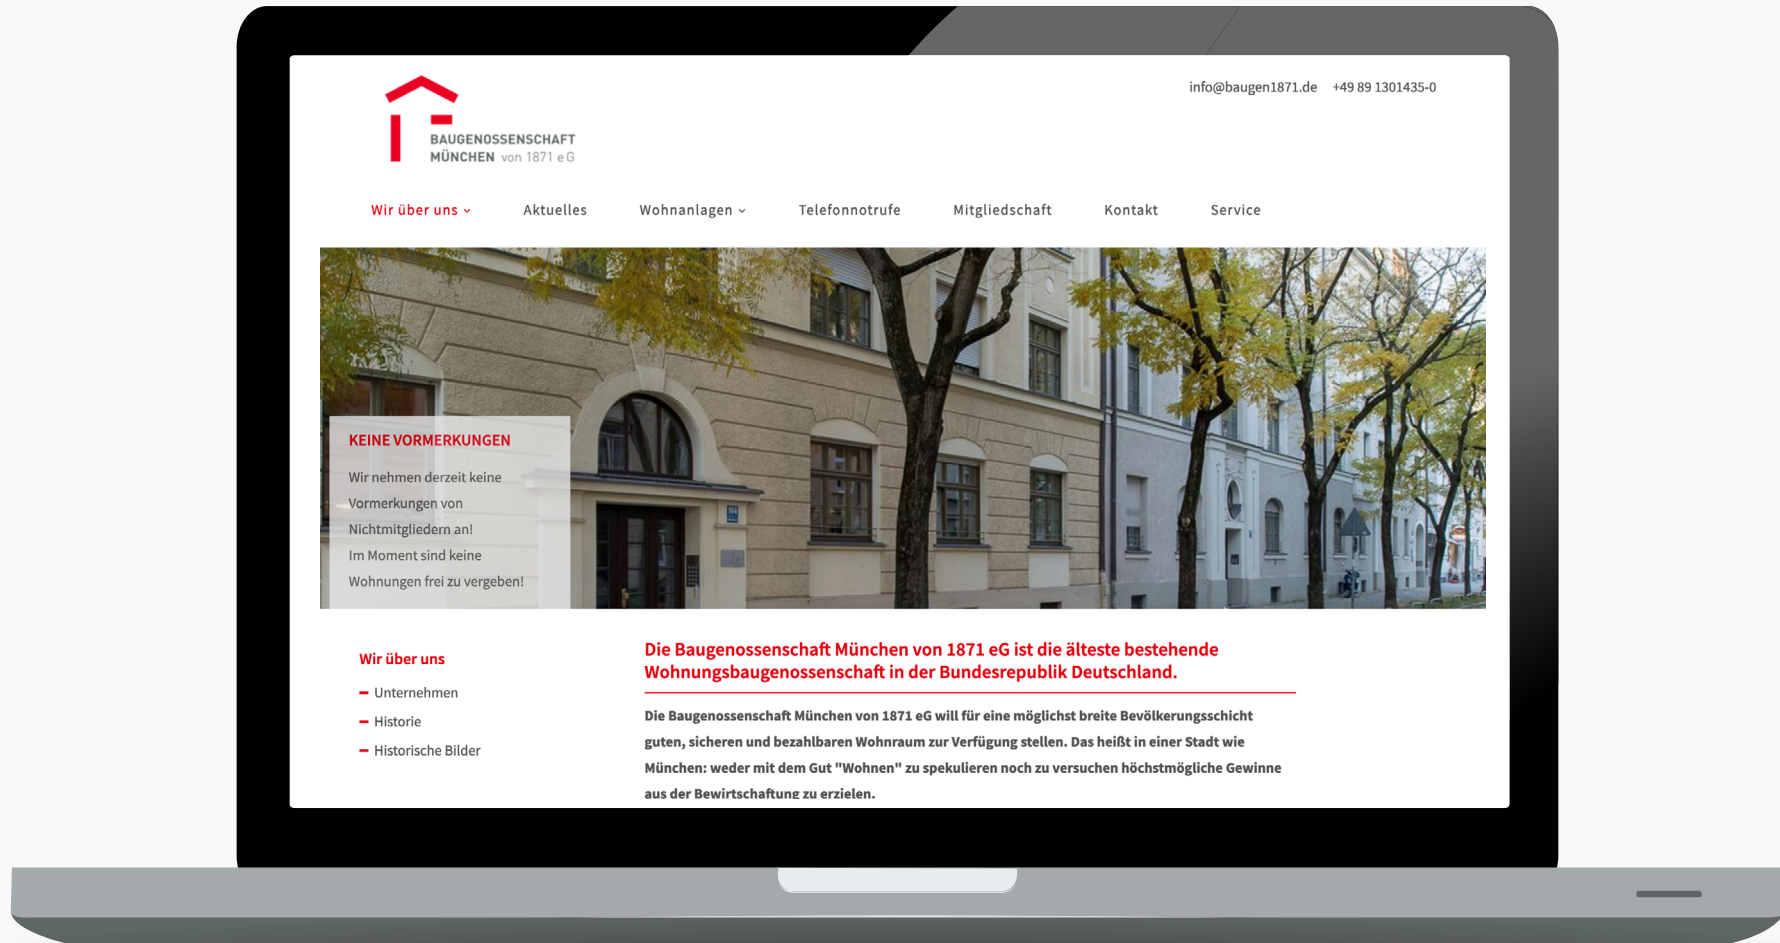 info@baugen1871.de +49 89 1301435-0
BAUGENOSSENSCHAFT
MÜNCHEN von 1871 eG
Wir über uns Aktuelles Wohnanlagen Telefonnotrufe Mitgliedschaft Kontakt Service
KEINE VORMERKUNGEN
Wir nehmen derzeit keine
Vormerkungen von
Nichtmitgliedern an!
Im Moment sind keine
Wohnungen frei zu vergeben!
Wir über uns
Unternehmen
Historie
Historische Bilder
Die Baugenossenschaft München von 1871 eG ist die älteste bestehende
Wohnungsbaugenossenschaft in der Bundesrepublik Deutschland.
Die Baugenossenschaft München von 1871 eG will für eine möglichst breite Bevölkerungsschicht
guten, sicheren und bezahlbaren Wohnraum zur Verfügung stellen. Das heißt in einer Stadt wie
München: weder mit dem Gut "Wohnen" zu spekulieren noch zu versuchen höchstmögliche Gewinne
aus der Bewirtschaftung zu erzielen.